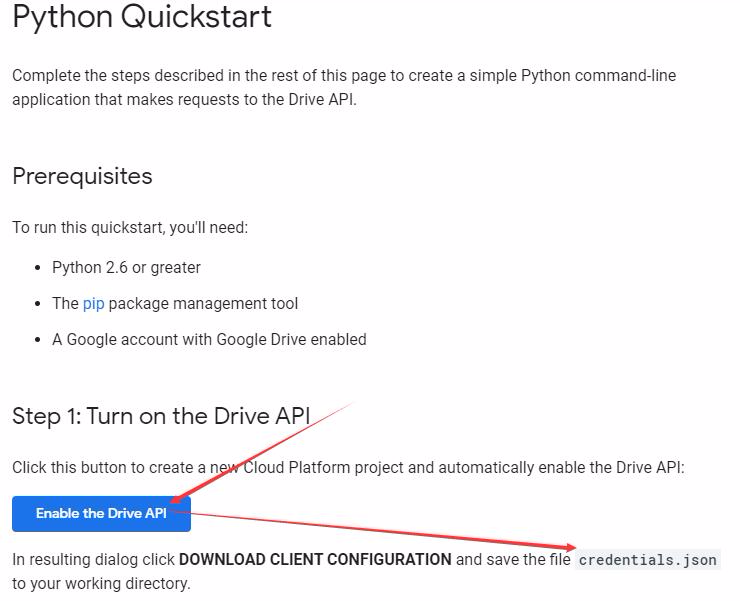 Python Quickstart
Complete the steps described in the rest of this page to create a simple Python command-line
application that makes requests to the Drive API.
Prerequisites
To run this quickstart, you'll need:
• Python 2.6 or greater
• The pip package management tool
• A Google account with Google Drive enabled
Step 1: Turn on the Drive API
Click this button to create a new Cloud Platform project and automatically enable the Drive API:
Enable the Drive API
In resulting dialog click DOWNLOAD CLIENT CONFIGURATION and save the file credentials.json
to your working directory.